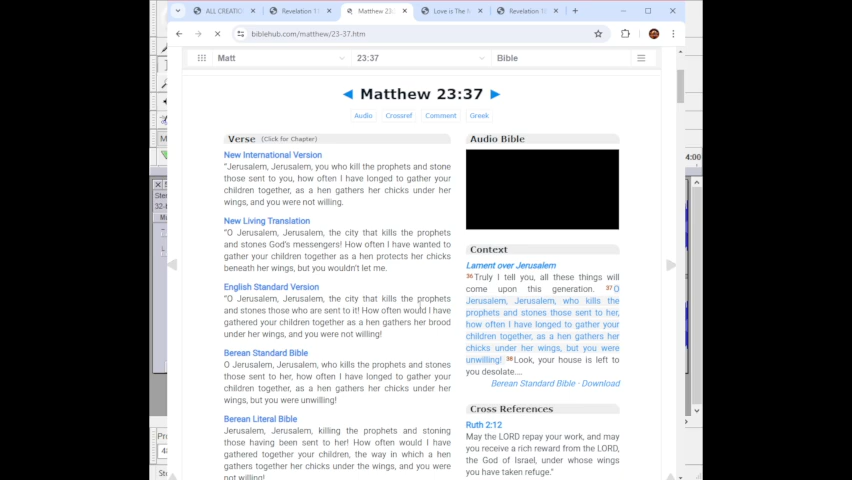 ALL CREATIO
Revelation 1
Matthew 23
Love is The
Revelation 1
biblehub.com/matthew/23-37.htm
Matt
23:37
Bible
Matthew 23:37
Audio Crossref Comment Greek
Verse (Click for Chapter)
New International Version
“Jerusalem, Jerusalem, you who kill the prophets and stone
those sent to you, how often I have longed to gather your
children together, as a hen gathers her chicks under her
wings, and you were not willing.
New Living Translation
“O Jerusalem, Jerusalem, the city that kills the prophets
and stones God’s messengers! How often I have wanted to
gather your children together as a hen protects her chicks
beneath her wings, but you wouldn’t let me.
English Standard Version
“O Jerusalem, Jerusalem, the city that kills the prophets
and stones those who are sent to it! How often would I have
gathered your children together as a hen gathers her brood
under her wings, and you were not willing!
Berean Standard Bible
O Jerusalem, Jerusalem, who kills the prophets and stones
those sent to her, how often I have longed to gather your
children together, as a hen gathers her chicks under her
wings, but you were unwilling!
Berean Literal Bible
Jerusalem, Jerusalem, killing the prophets and stoning
those having been sent to her! How often would I have
gathered together your children, the way in which a hen
gathers together her chicks under the wings, and you were
not willing!
Audio Bible
Context
Lament over Jerusalem
36Truly I tell you, all these things will
come upon this generation. 37O
Jerusalem, Jerusalem, who kills the
prophets and stones those sent to her,
how often I have longed to gather your
children together, as a hen gathers her
chicks under her wings, but you were
unwilling! 38Look, your house is left to
you desolate....
Berean Standard Bible · Download
Cross References
Ruth 2:12
May the LORD repay your work, and may
you receive a rich reward from the LORD,
the God of Israel, under whose wings
you have taken refuge.”
4:00
Ster
32-
M
Pro
48
Sto